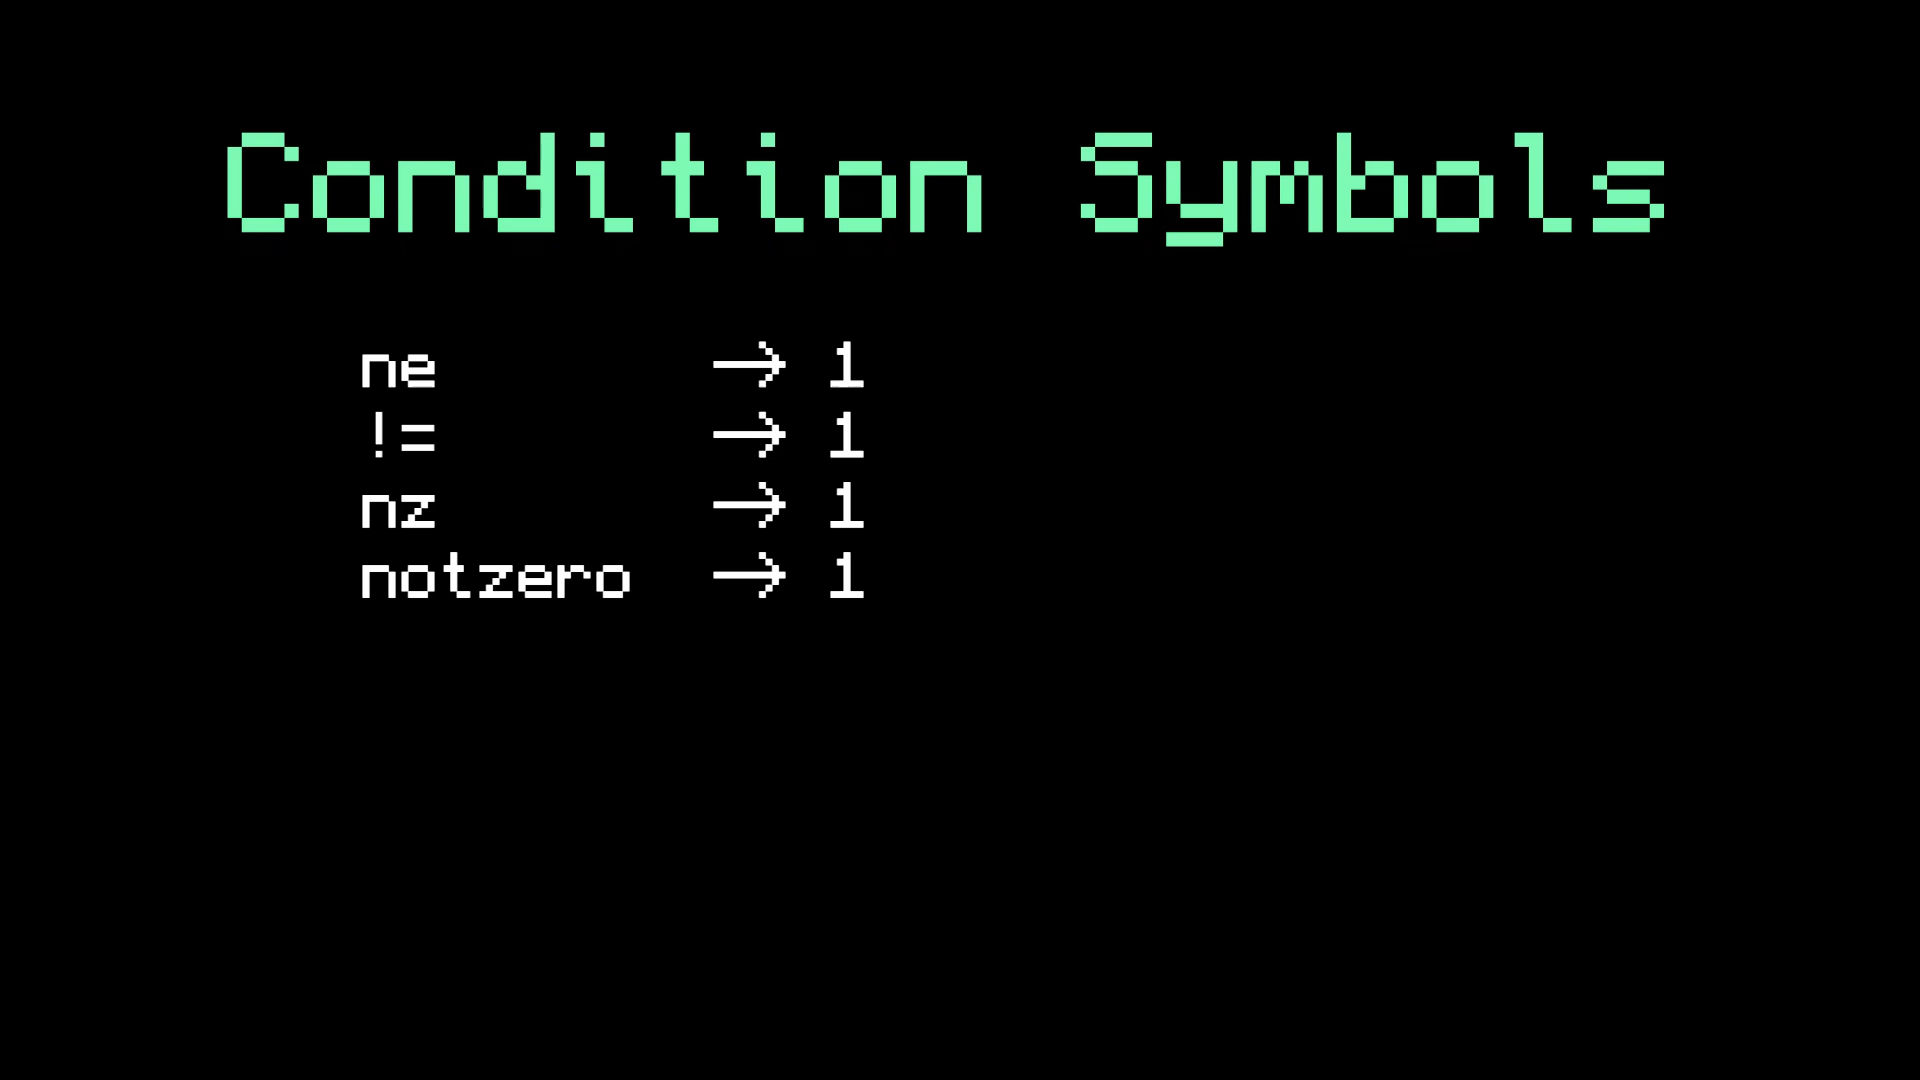 Condition Symbols
ne → 1
!= → 1
nz → 1
notzero → 1